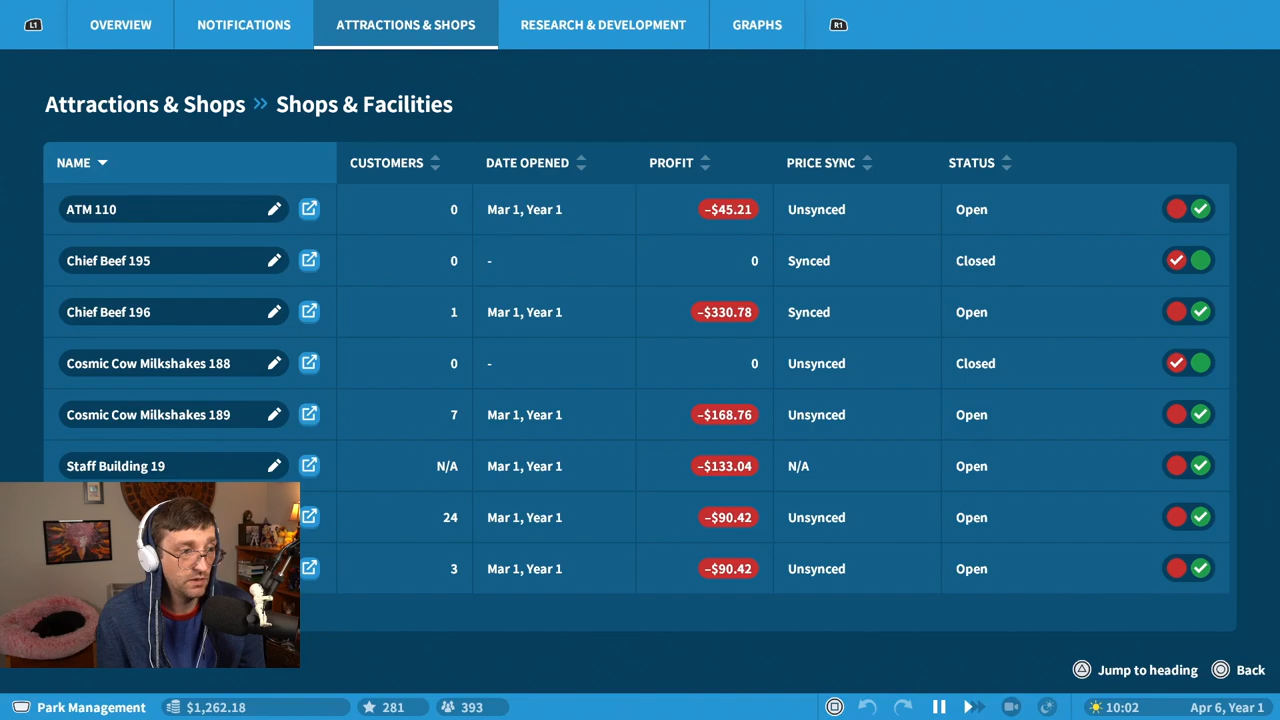 L1 OVERVIEW NOTIFICATIONS ATTRACTIONS & SHOPS RESEARCH & DEVELOPMENT GRAPHS R1
Attractions & Shops » Shops & Facilities
NAME CUSTOMERS DATE OPENED PROFIT PRICE SYNC STATUS
ATM 110 0 Mar 1, Year 1 -$45.21 Unsynced Open
Chief Beef 195 0 - 0 Synced Closed
Chief Beef 196 1 Mar 1, Year 1 -$330.78 Synced Open
Cosmic Cow Milkshakes 188 0 - 0 Unsynced Closed
Cosmic Cow Milkshakes 189 7 Mar 1, Year 1 -$168.76 Unsynced Open
Staff Building 19 N/A Mar 1, Year 1 -$133.04 N/A Open
24 Mar 1, Year 1 -$90.42 Unsynced Open
3 Mar 1, Year 1 -$90.42 Unsynced Open
Jump to heading Back
Park Management $1,262.18 281 393 10:02 Apr 6, Year 1